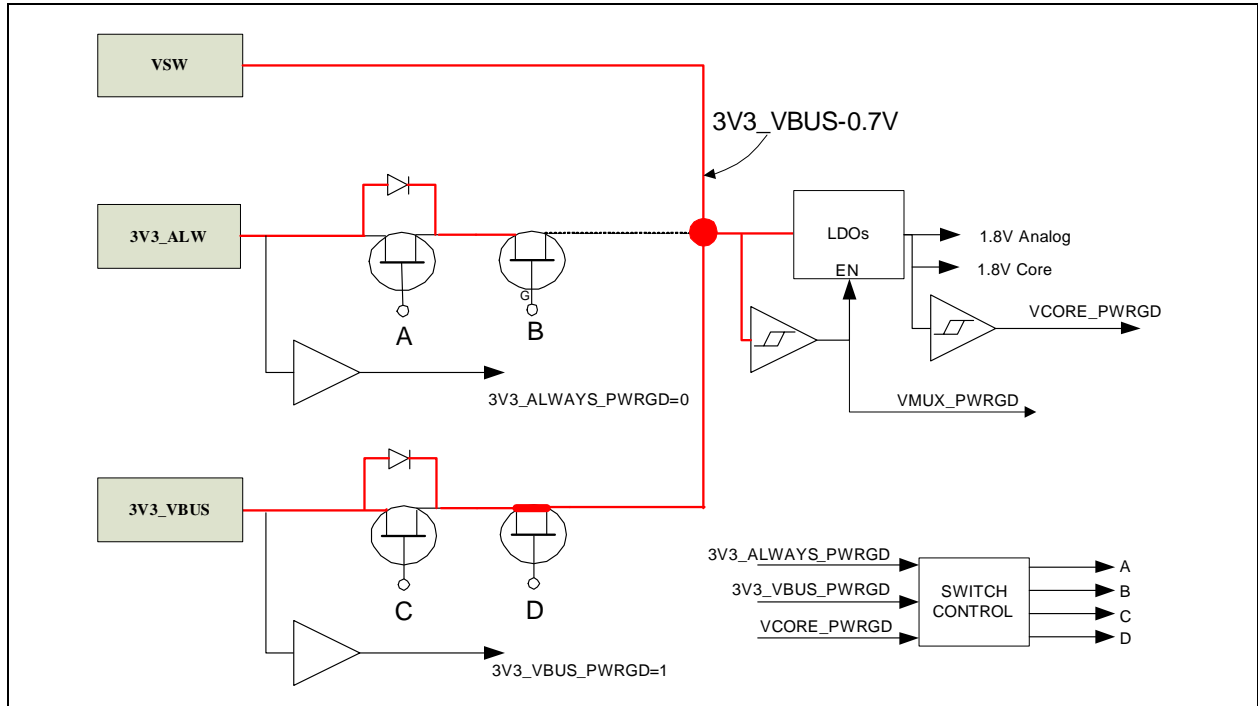 VSW
3V3_VBUS-0.7V
3V3_ALW
LDOs
EN
1.8V Analog
1.8V Core
G
A
B
VCORE_PWRGD
3V3_ALWAYS_PWRGD=0
VMUX_PWRGD
3V3_VBUS
C
D
3V3_VBUS_PWRGD=1
3V3_ALWAYS_PWRGD
3V3_VBUS_PWRGD
VCORE_PWRGD
SWITCH
CONTROL
A
B
C
D